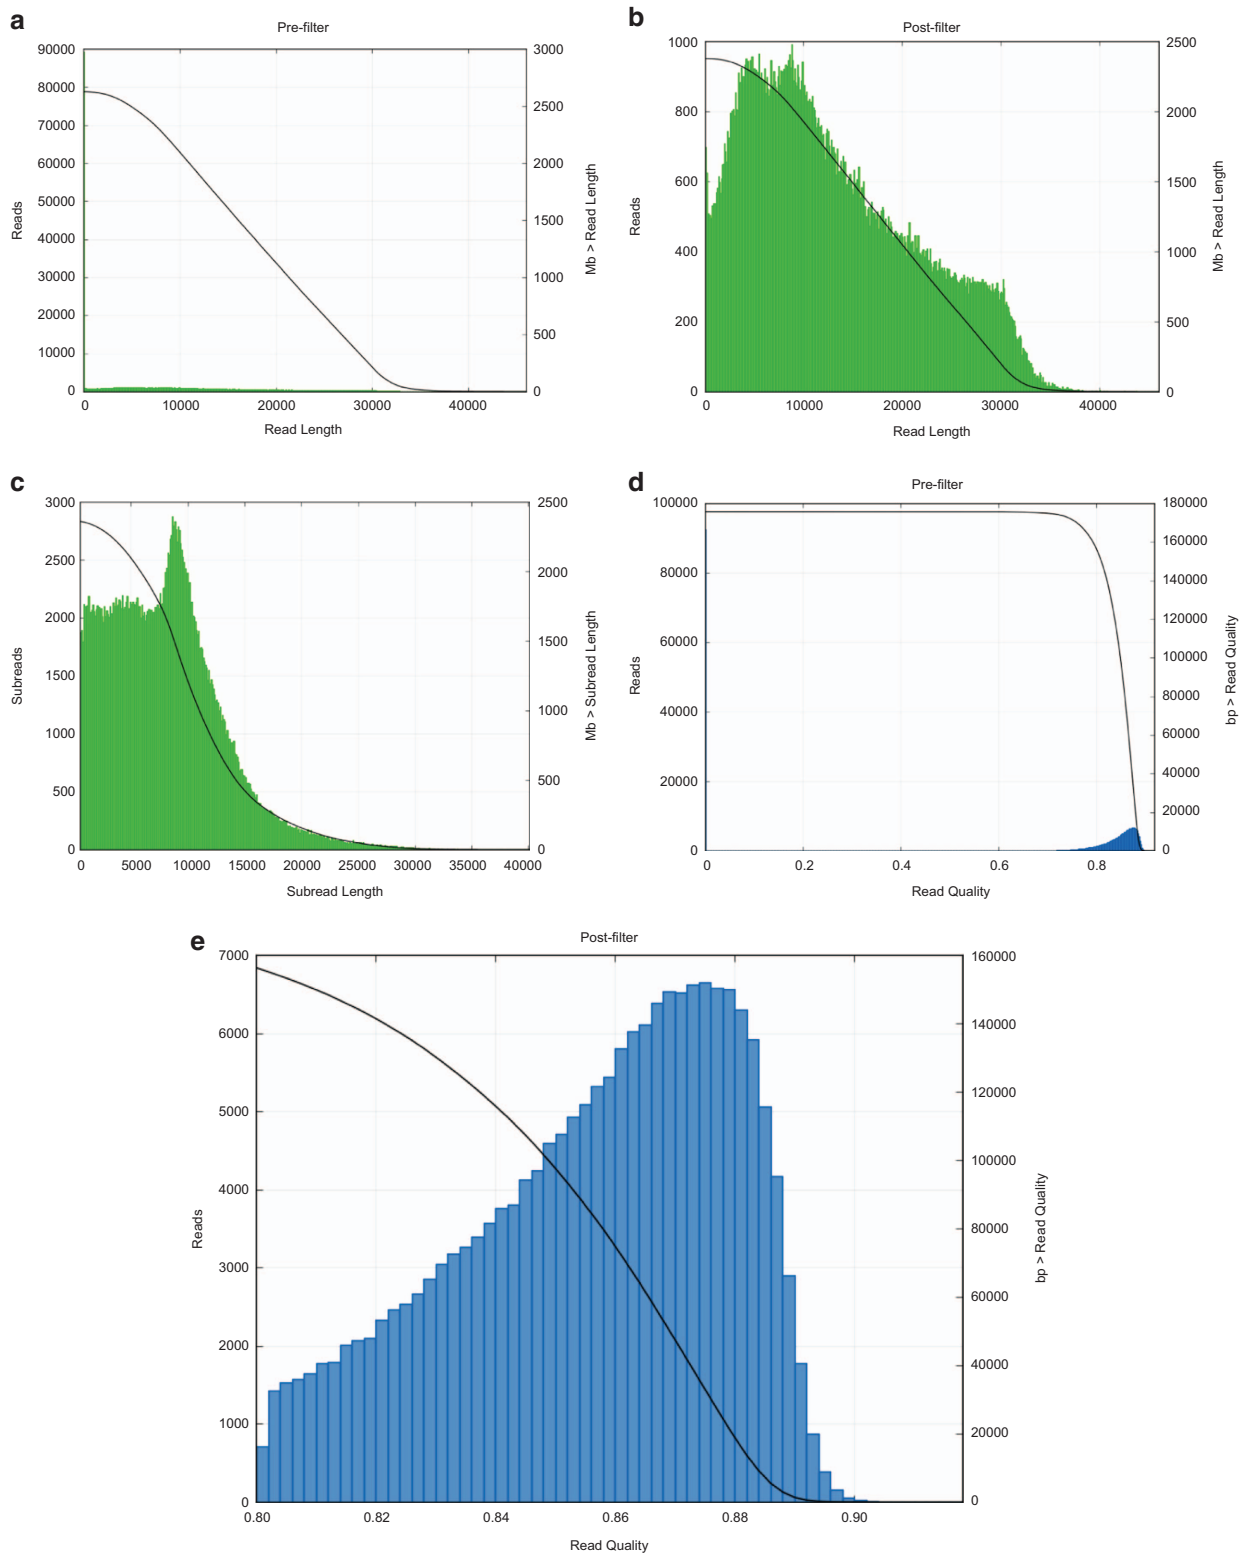 a
Pre-filter
90000
80000
70000
60000
50000
40000
30000
20000
10000
0
Reads
3000
2500
2000
1500
1000
500
0
Mb > Read Length
0 10000 20000 30000 40000
Read Length
b
Post-filter
1000
800
600
400
200
0
Reads
2500
2000
1500
1000
500
0
Mb > Read Length
0 10000 20000 30000 40000
Read Length
c
3000
2500
2000
1500
1000
500
0
Subreads
2500
2000
1500
1000
500
0
Mb > Subread Length
0 5000 10000 15000 20000 25000 30000 35000 40000
Subread Length
d
Pre-filter
100000
80000
60000
40000
20000
0
Reads
180000
160000
140000
120000
100000
80000
60000
40000
20000
0
bp > Read Quality
0 0.2 0.4 0.6 0.8
Read Quality
e
Post-filter
7000
6000
5000
4000
3000
2000
1000
0
Reads
160000
140000
120000
100000
80000
60000
40000
20000
0
bp > Read Quality
0.80 0.82 0.84 0.86 0.88 0.90
Read Quality